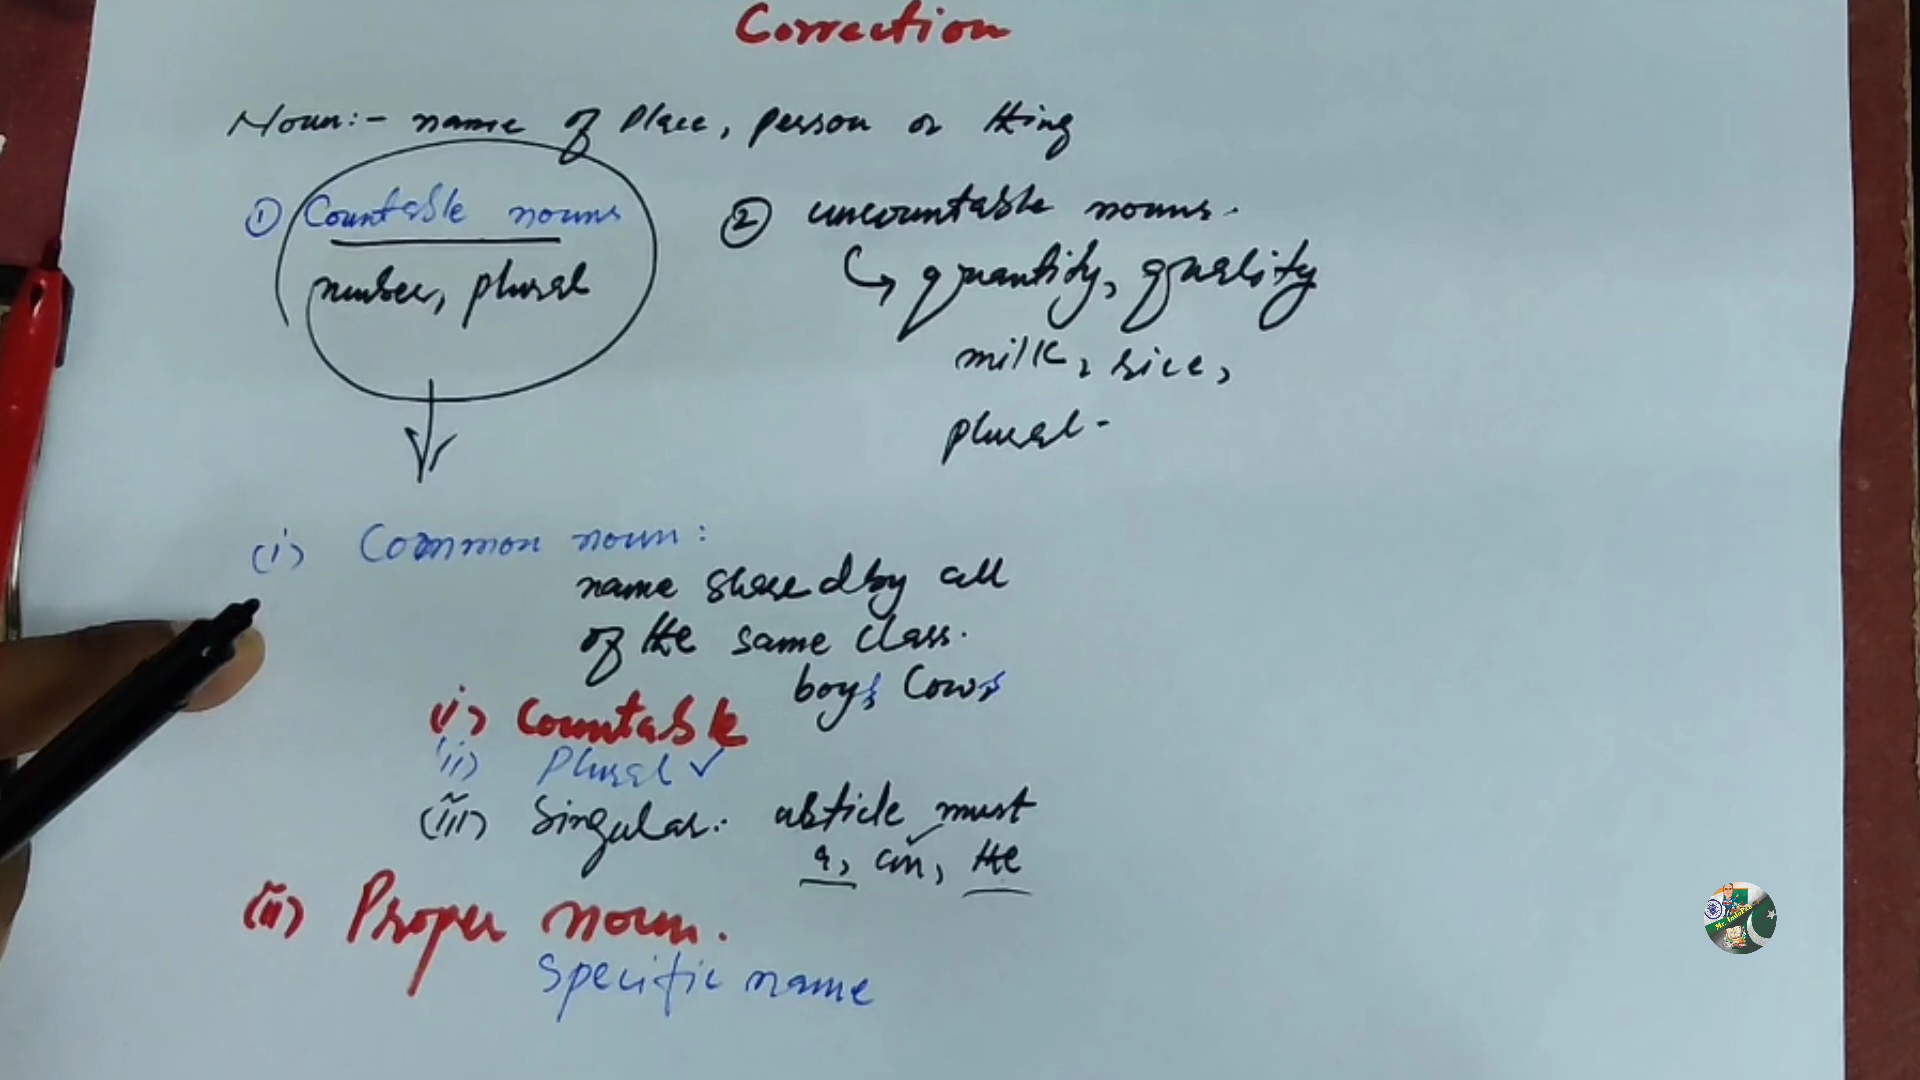 Correction
Noun:- name of place, person or thing
① Countable nouns
number, plural
② uncountable nouns.
↳ quantity, quality
milk, rice,
plural-
(i) Common noun:
name shared by all
of the same class.
boys, Cows
(i) Countable
(ii) Plural ✓
(iii) Singular: article must
a, an, the
(ii) Proper noun.
Specific name